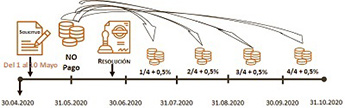 Solicitud
Del 1 al 10 Mayo
NO
Pago
RESOLUCIÓN
1/4 + 0,5%
2/4 + 0,5%
3/4 + 0,5%
4/4 + 0,5%
30.04.2020
31.05.2020
30.06.2020
31.07.2020
31.08.2020
30.09.2020
31.10.2020